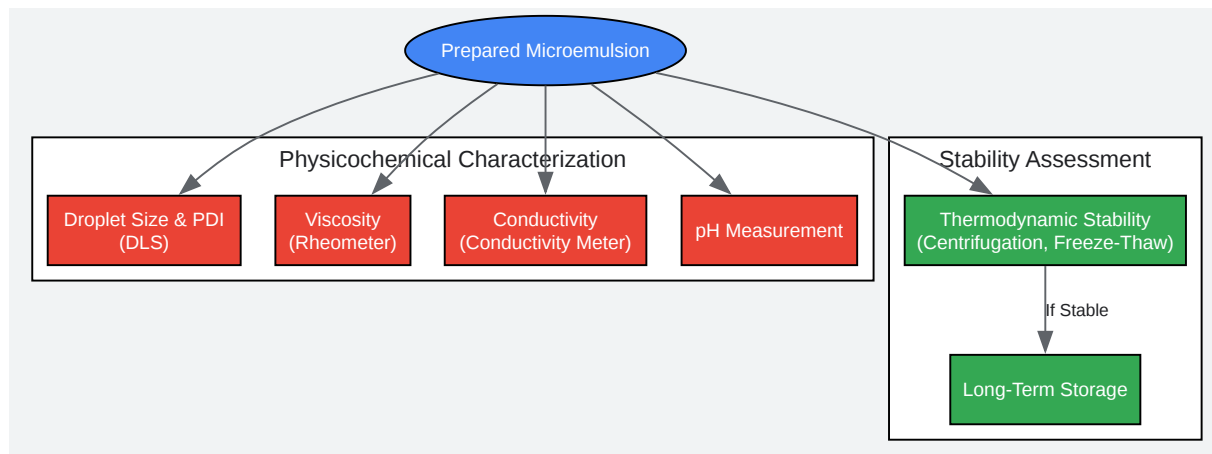 Prepared Microemulsion
Physicochemical Characterization
Stability Assessment
Droplet Size & PDI
(DLS)
Viscosity
(Rheometer)
Conductivity
(Conductivity Meter)
pH Measurement
Thermodynamic Stability
(Centrifugation, Freeze-Thaw)
If Stable
Long-Term Storage